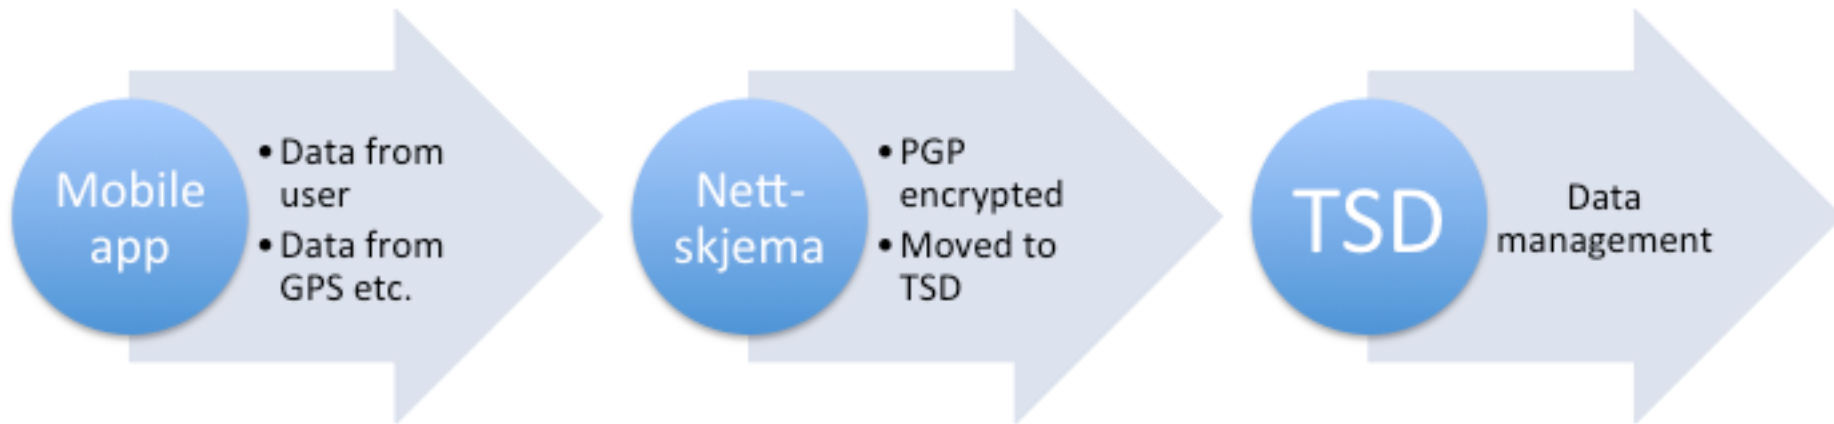 Mobile
app
• Data from
user
• Data from
GPS etc.
Nett-
skjema
• PGP
encrypted
• Moved to
TSD
TSD
Data
management